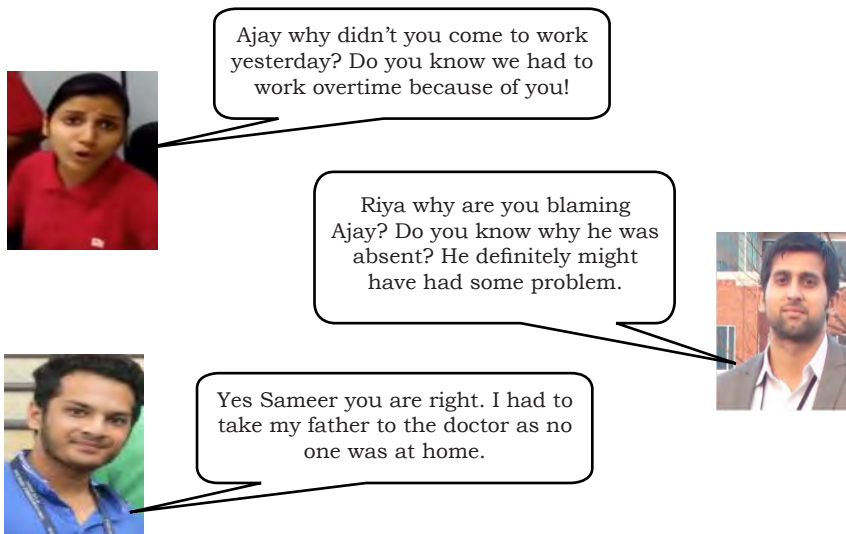 Ajay why didn’t you come to work
yesterday? Do you know we had to
work overtime because of you!
Riya why are you blaming
Ajay? Do you know why he was
absent? He definitely might
have had some problem.
Yes Sameer you are right. I had to
take my father to the doctor as no
one was at home.